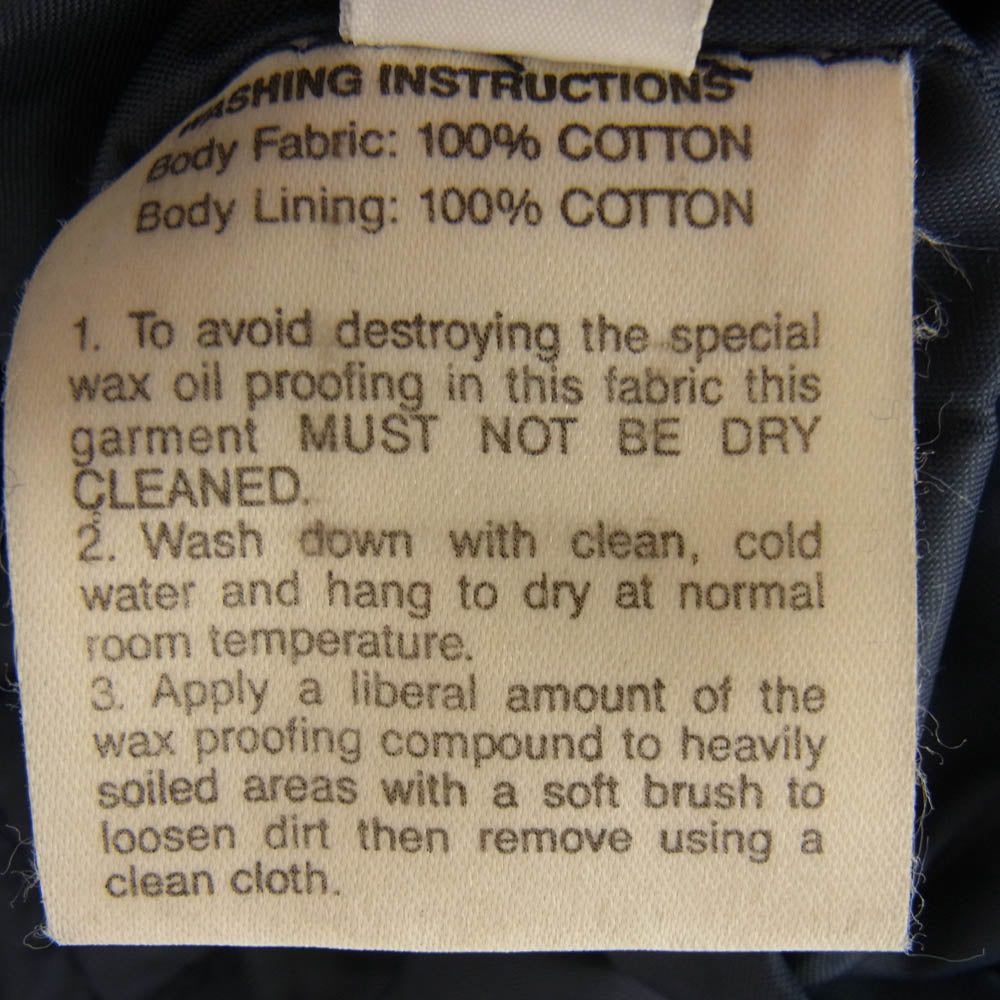 WASHING INSTRUCTIONS
Body Fabric: 100% COTTON
Body Lining: 100% COTTON
1. To avoid destroying the special
wax oil proofing in this fabric this
garment MUST NOT BE DRY
CLEANED.
2. Wash down with clean, cold
water and hang to dry at normal
room temperature.
3. Apply a liberal amount of the
wax proofing compound to heavily
soiled areas with a soft brush to
loosen dirt then remove using a
clean cloth.